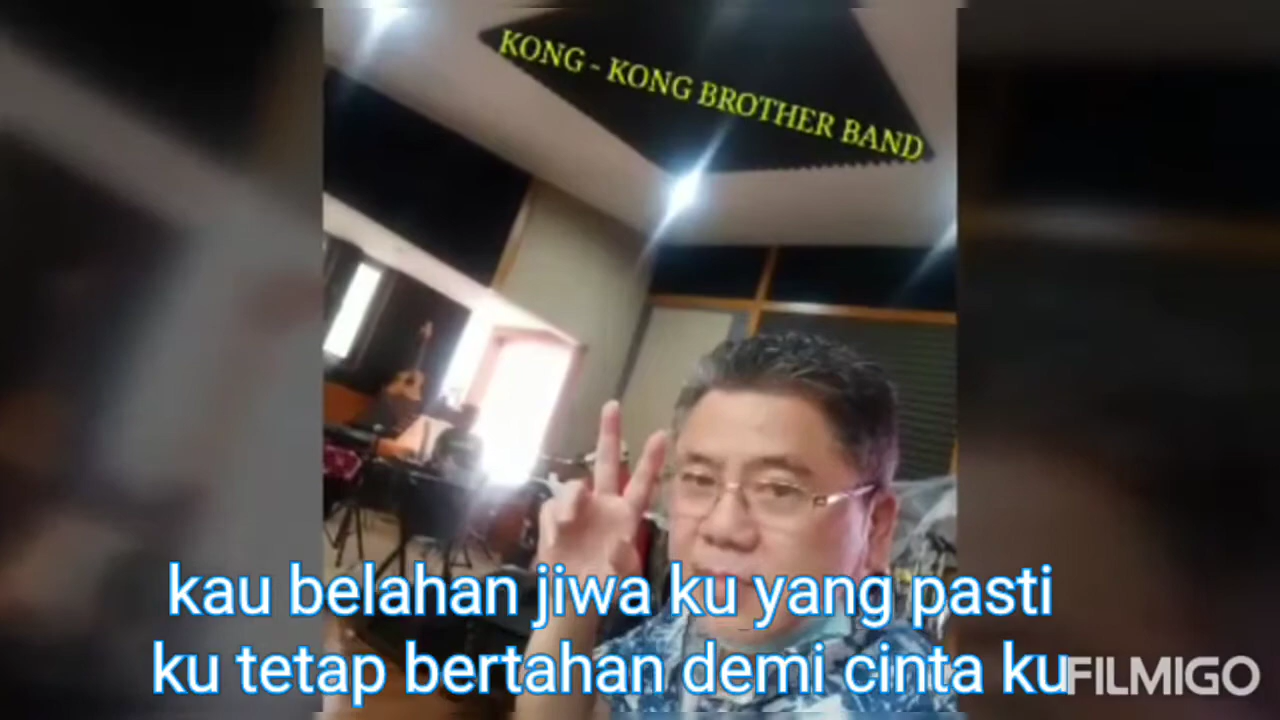 KONG - KONG BROTHER BAND
kau belahan jiwa ku yang pasti
ku tetap bertahan demi cinta ku
FILMIGO